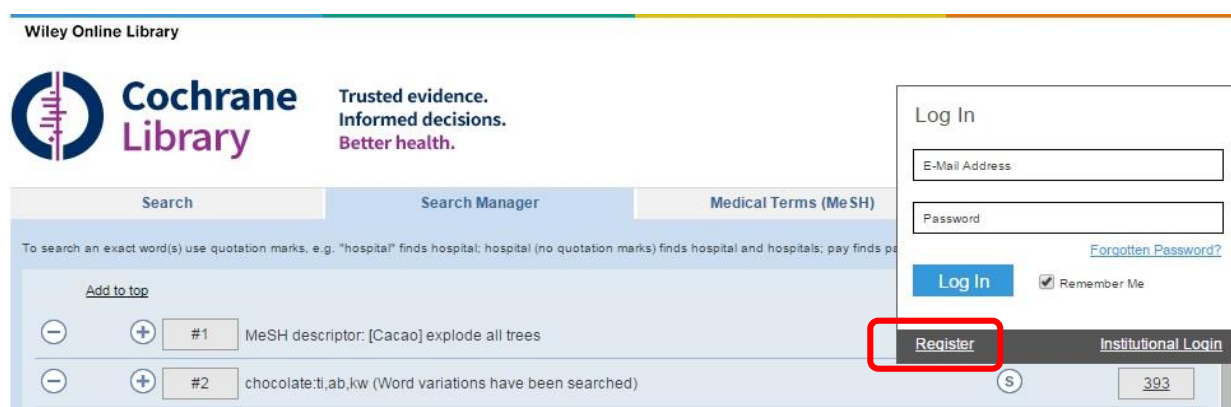 Wiley Online Library
Cochrane
Library
Trusted evidence.
Informed decisions.
Better health.
Log In
E-Mail Address
Password
Forgotten Password?
Log In
Remember Me
Register
Institutional Login
Search
Search Manager
Medical Terms (MeSH)
To search an exact word(s) use quotation marks, e.g. "hospital" finds hospital; hospital (no quotation marks) finds hospital and hospitals; pay finds
Add to top
#1 MeSH descriptor: [Cacao] explode all trees
#2 chocolate:ti,ab,kw (Word variations have been searched) S 393